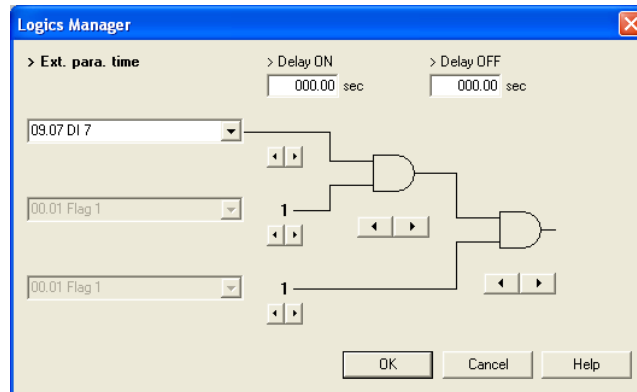 Logics Manager
> Ext. para. time
> Delay ON
> Delay OFF
000.00 sec
000.00 sec
09.07 DI 7
00.01 Flag 1
1
00.01 Flag 1
1
OK
Cancel
Help